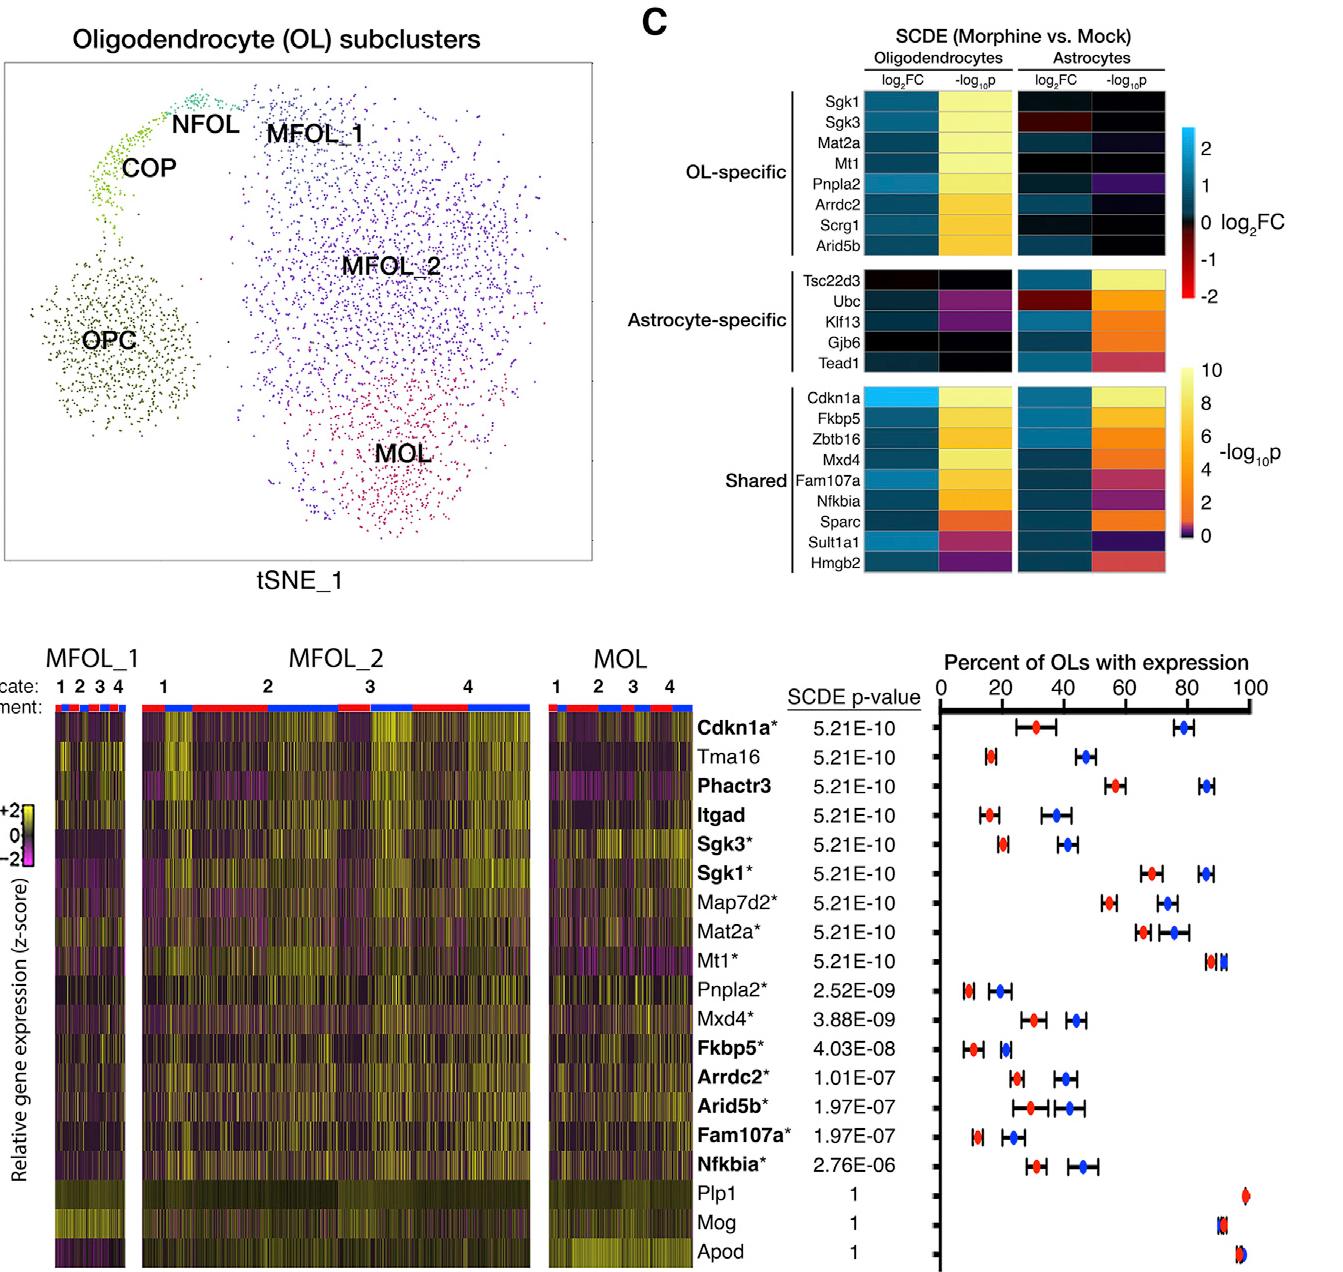 Oligodendrocyte (OL) subclusters
NFOL
MFOL_1
COP
MFOL_2
OPC
MOL
tSNE_1
C
SCDE (Morphine vs. Mock)
Oligodendrocytes Astrocytes
log2FC -log10p log2FC -log10p
OL-specific
Sgk1
Sgk3
Mat2a
Mt1
Pnpla2
Arrdc2
Scrg1
Arid5b
Astrocyte-specific
Tsc22d3
Ubc
Klf13
Gjb6
Tead1
Shared
Cdkn1a
Fkbp5
Zbtb16
Mxd4
Fam107a
Nfkbia
Sparc
Sult1a1
Hmgb2
2
1
0
-1
-2
log2FC
10
8
6
4
2
0
-log10p
MFOL_1 MFOL_2 MOL
cate: 1 2 3 4 1 2 3 4 1 2 3 4
ment:
+2
0
−2
Relative gene expression (z-score)
SCDE p-value
Percent of OLs with expression
0 20 40 60 80 100
Cdkn1a* 5.21E-10
Tma16 5.21E-10
Phactr3 5.21E-10
Itgad 5.21E-10
Sgk3* 5.21E-10
Sgk1* 5.21E-10
Map7d2* 5.21E-10
Mat2a* 5.21E-10
Mt1* 5.21E-10
Pnpla2* 2.52E-09
Mxd4* 3.88E-09
Fkbp5* 4.03E-08
Arrdc2* 1.01E-07
Arid5b* 1.97E-07
Fam107a* 1.97E-07
Nfkbia* 2.76E-06
Plp1 1
Mog 1
Apod 1